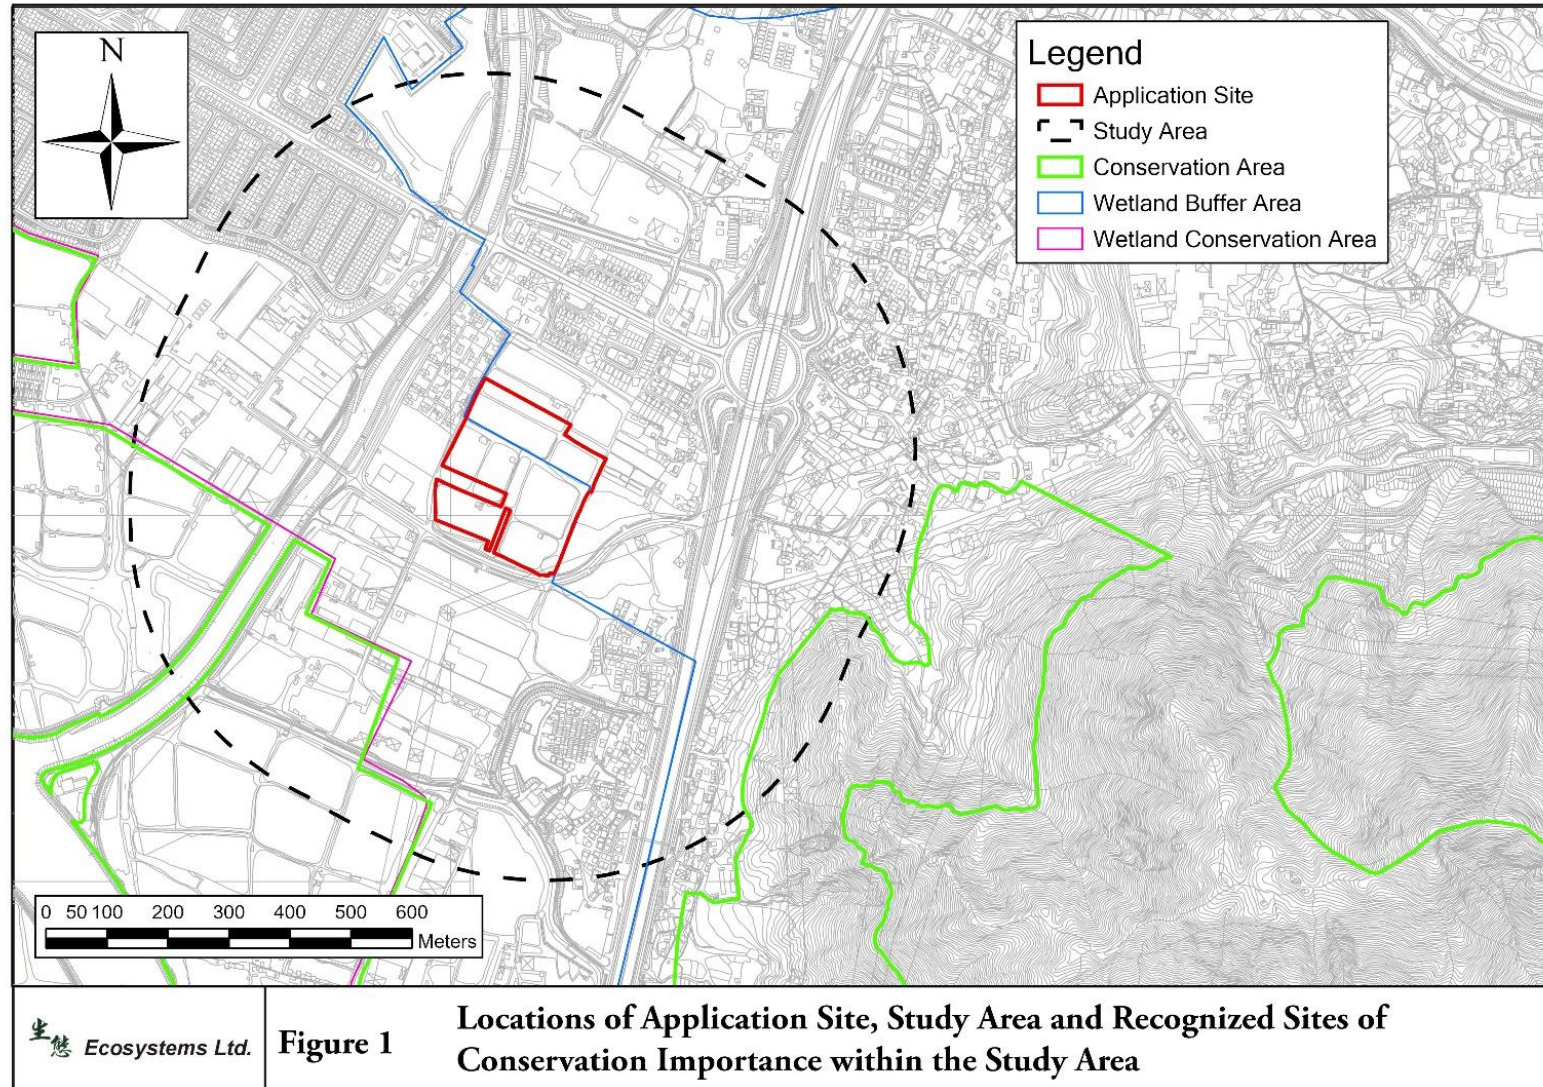 N
Legend
Application Site
Study Area
Conservation Area
Wetland Buffer Area
Wetland Conservation Area
0 50 100 200 300 400 500 600
Meters
生態 Ecosystems Ltd.
Figure 1
Locations of Application Site, Study Area and Recognized Sites of
Conservation Importance within the Study Area